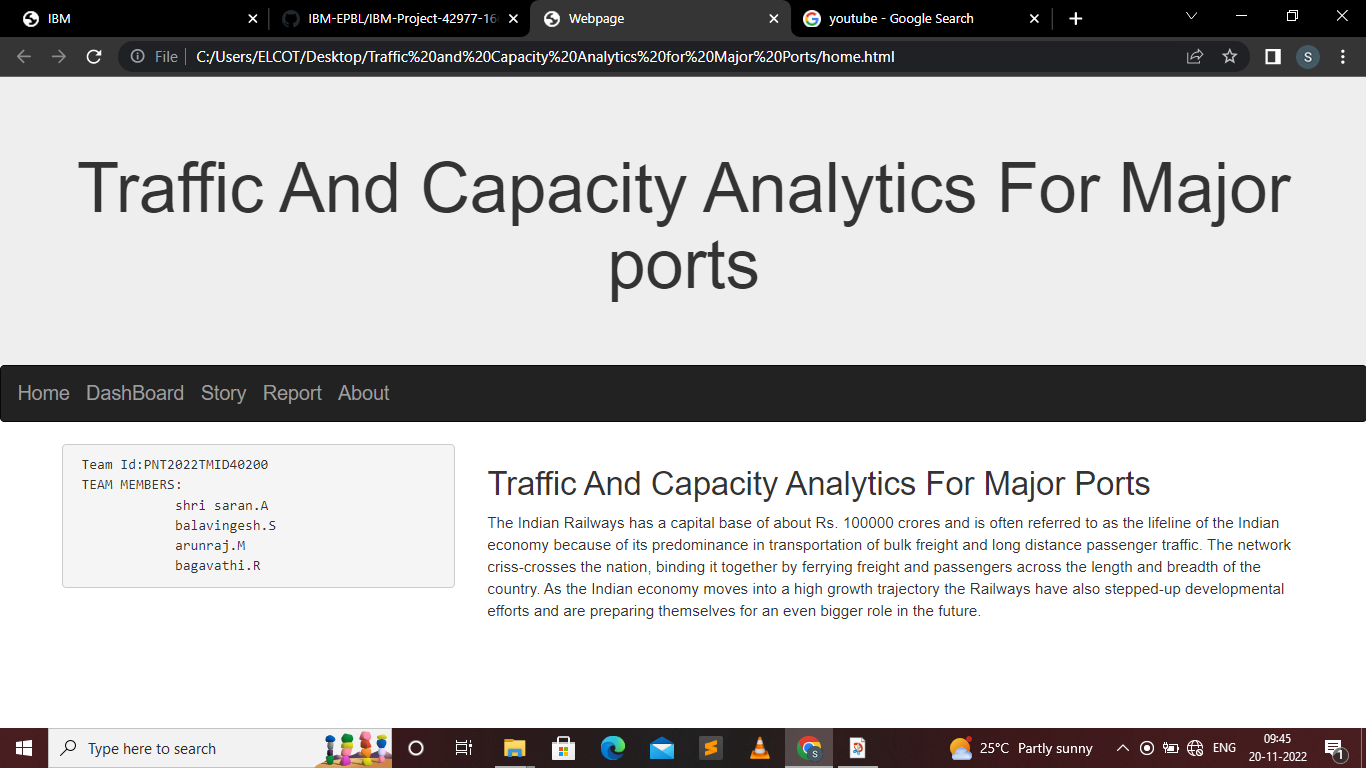 IBM
IBM-EPBL/IBM-Project-42977-16
Webpage
youtube - Google Search
File
C:/Users/ELCOT/Desktop/Traffic%20and%20Capacity%20Analytics%20for%20Major%20Ports/home.html
S
Traffic And Capacity Analytics For Major
ports
Home DashBoard Story Report About
Team Id:PNT2022TMID40200
TEAM MEMBERS:
shri saran.A
balavingesh.S
arunraj.M
bagavathi.R
Traffic And Capacity Analytics For Major Ports
The Indian Railways has a capital base of about Rs. 100000 crores and is often referred to as the lifeline of the Indian
economy because of its predominance in transportation of bulk freight and long distance passenger traffic. The network
criss-crosses the nation, binding it together by ferrying freight and passengers across the length and breadth of the
country. As the Indian economy moves into a high growth trajectory the Railways have also stepped-up developmental
efforts and are preparing themselves for an even bigger role in the future.
Type here to search
S
25°C Partly sunny
ENG
09:45
20-11-2022
1